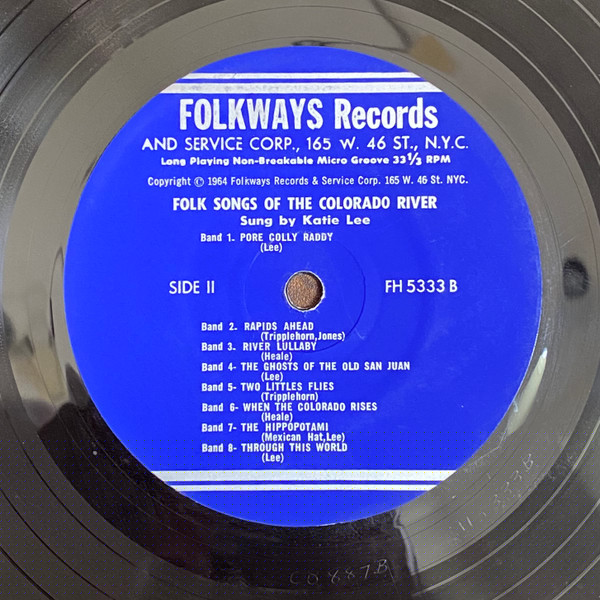 FOLKWAYS Records
AND SERVICE CORP., 165 W. 46 ST., N.Y.C.
Long Playing Non-Breakable Micro Groove 33 1/3 RPM
Copyright © 1964 Folkways Records & Service Corp. 165 W. 46 St. NYC.
FOLK SONGS OF THE COLORADO RIVER
Sung by Katie Lee
Band 1. PORE COLLY RADDY
(Lee)
SIDE II
FH 5333 B
Band 2. RAPIDS AHEAD
(Tripplehorn,Jones)
Band 3. RIVER LULLABY
(Heale)
Band 4- THE GHOSTS OF THE OLD SAN JUAN
(Lee)
Band 5- TWO LITTLES FLIES
(Tripplehorn)
Band 6- WHEN THE COLORADO RISES
(Heale)
Band 7- THE HIPPOPOTAMI
(Mexican Hat,Lee)
Band 8- THROUGH THIS WORLD
(Lee)